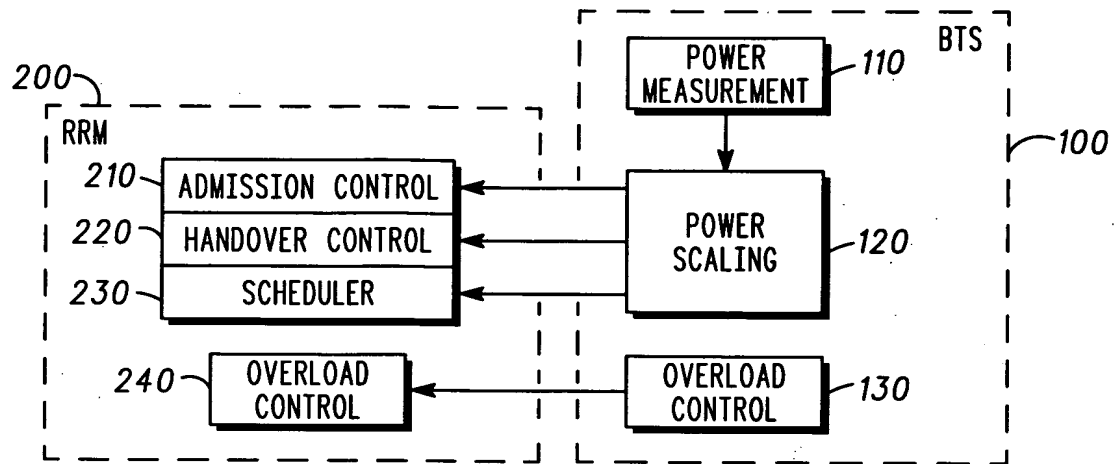 200
RRM
210
ADMISSION CONTROL
220
HANDOVER CONTROL
230
SCHEDULER
240
OVERLOAD
CONTROL
BTS
POWER
MEASUREMENT
110
100
POWER
SCALING
120
OVERLOAD
CONTROL
130